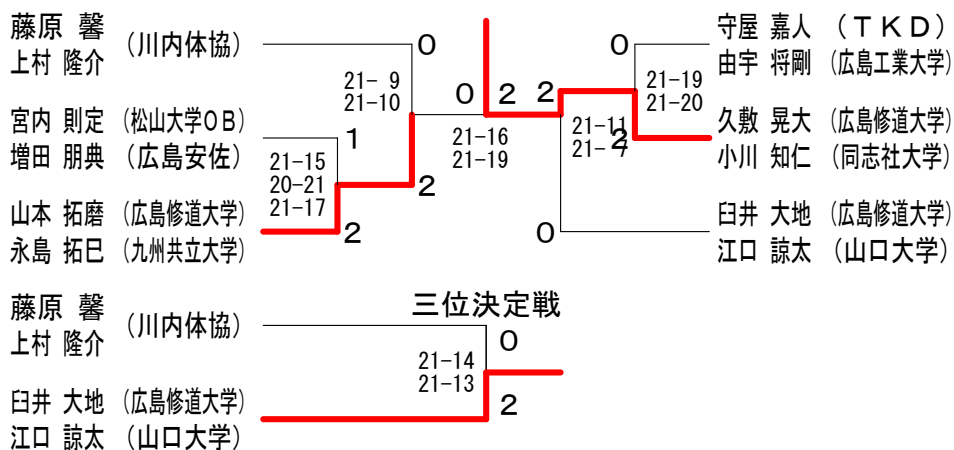 藤原 馨
上村 隆介
(川内体協)
0
21- 9
21-10
宮内 則定 (松山大学OB)
増田 朋典 (広島安佐)
1
21-15
20-21
21-17
2
山本 拓磨 (広島修道大学)
永島 拓巳 (九州共立大学)
2
0
2
21-16
21-19
守屋 嘉人 (TKD)
由宇 将剛 (広島工業大学)
0
21-19
21-20
2
久敷 晃大 (広島修道大学)
小川 知仁 (同志社大学)
2
21-11
21- 7
臼井 大地 (広島修道大学)
江口 諒太 (山口大学)
0
三位決定戦
藤原 馨
上村 隆介
(川内体協)
0
21-14
21-13
臼井 大地 (広島修道大学)
江口 諒太 (山口大学)
2